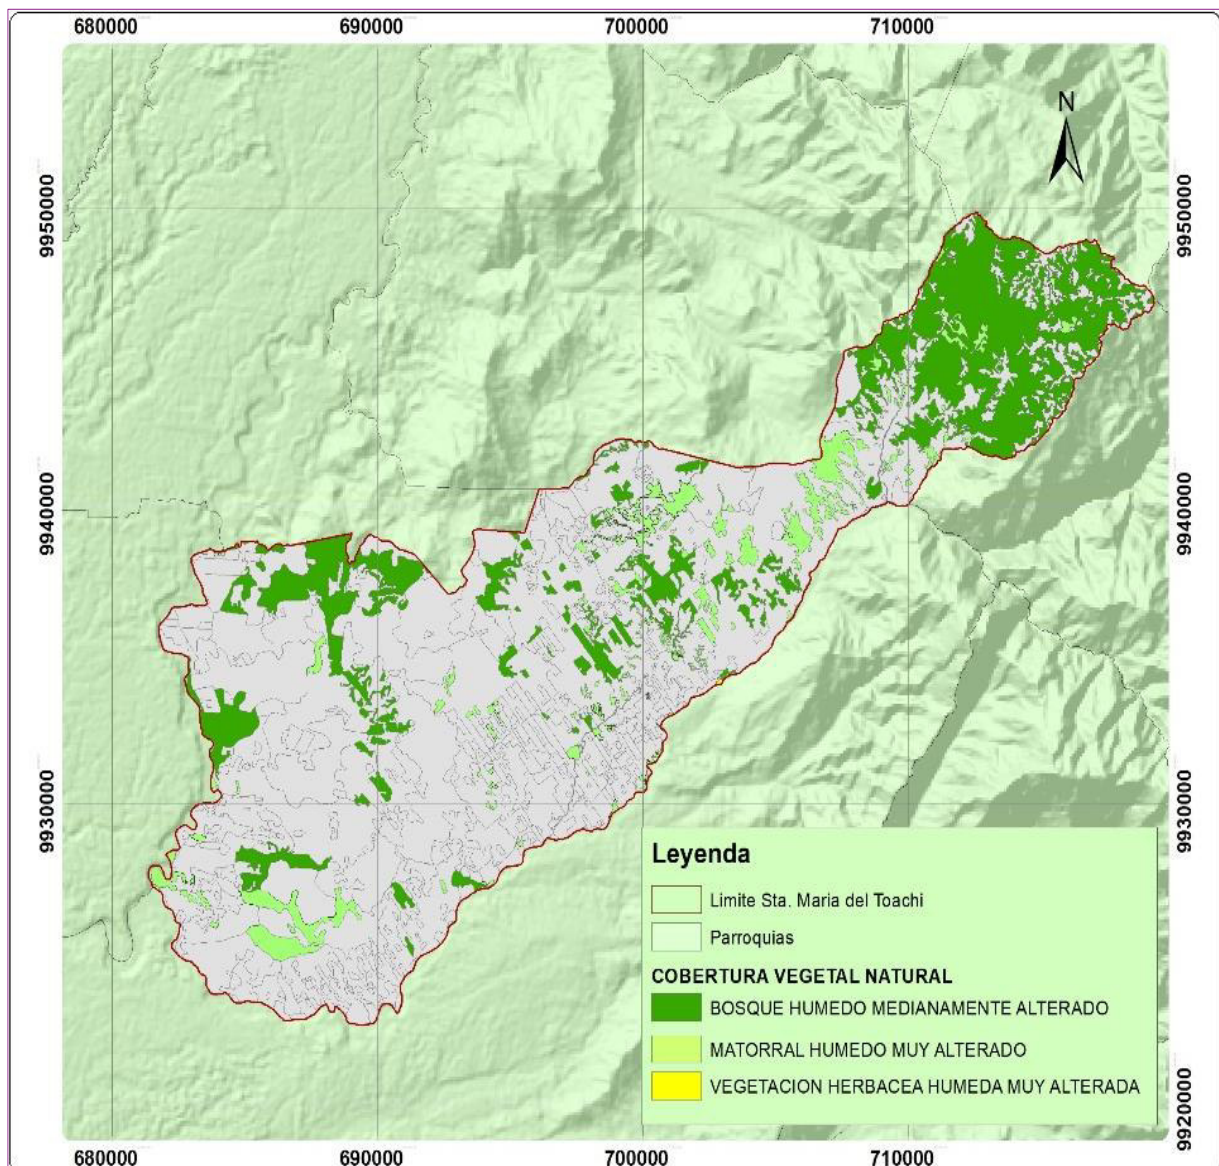 680000 690000 700000 710000
N
9950000 9950000
9940000 9940000
9930000 9930000
Leyenda
Limite Sta. Maria del Toachi
Parroquias
COBERTURA VEGETAL NATURAL
BOSQUE HUMEDO MEDIANAMENTE ALTERADO
MATORRAL HUMEDO MUY ALTERADO
VEGETACION HERBACEA HUMEDA MUY ALTERADA
9920000
680000 690000 700000 710000